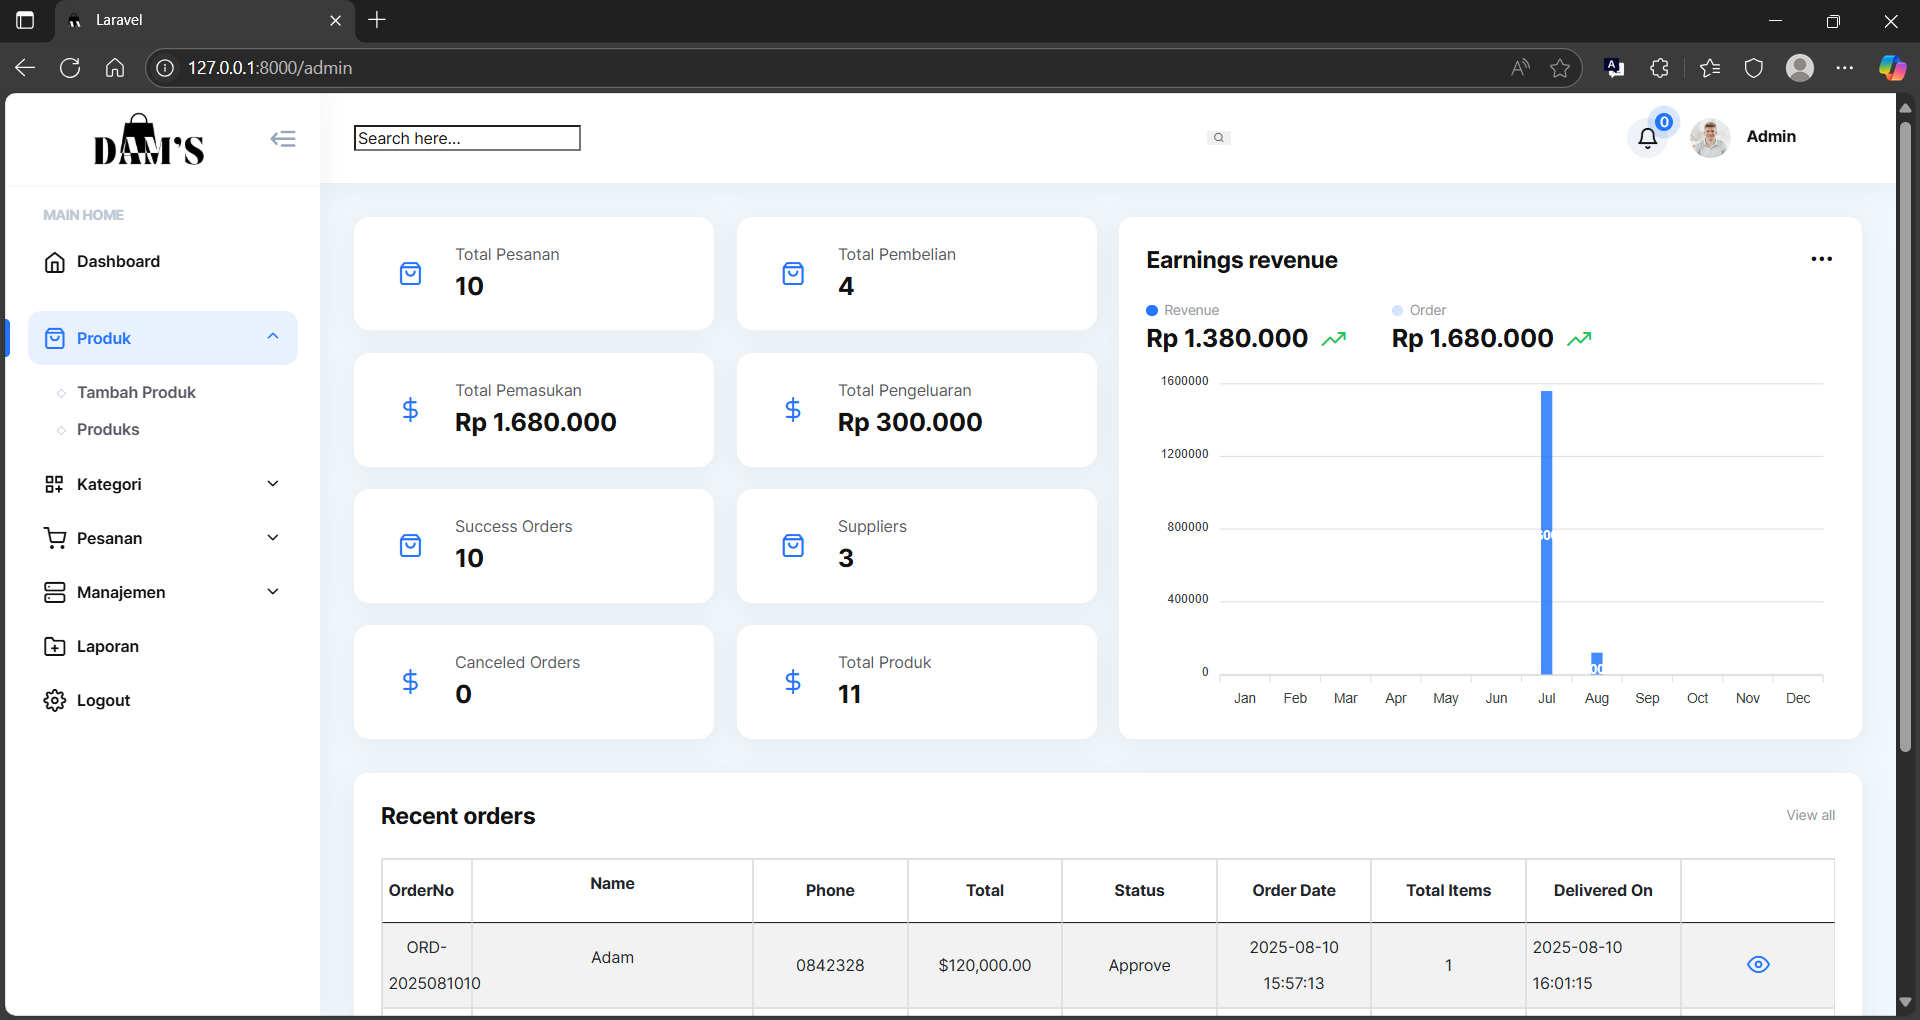 Laravel
127.0.0.1:8000/admin
DAM'S
Search here...
0
Admin
MAIN HOME
Dashboard
Produk
Tambah Produk
Produks
Kategori
Pesanan
Manajemen
Laporan
Logout
Total Pesanan
10
Total Pembelian
4
Total Pemasukan
Rp 1.680.000
Total Pengeluaran
Rp 300.000
Success Orders
10
Suppliers
3
Canceled Orders
0
Total Produk
11
Earnings revenue
Revenue
Rp 1.380.000
Order
Rp 1.680.000
1600000
1200000
800000
400000
0
Jan Feb Mar Apr May Jun Jul Aug Sep Oct Nov Dec
Recent orders
View all
OrderNo Name Phone Total Status Order Date Total Items Delivered On
ORD-
2025081010
Adam
0842328
$120,000.00
Approve
2025-08-10
15:57:13
1
2025-08-10
16:01:15